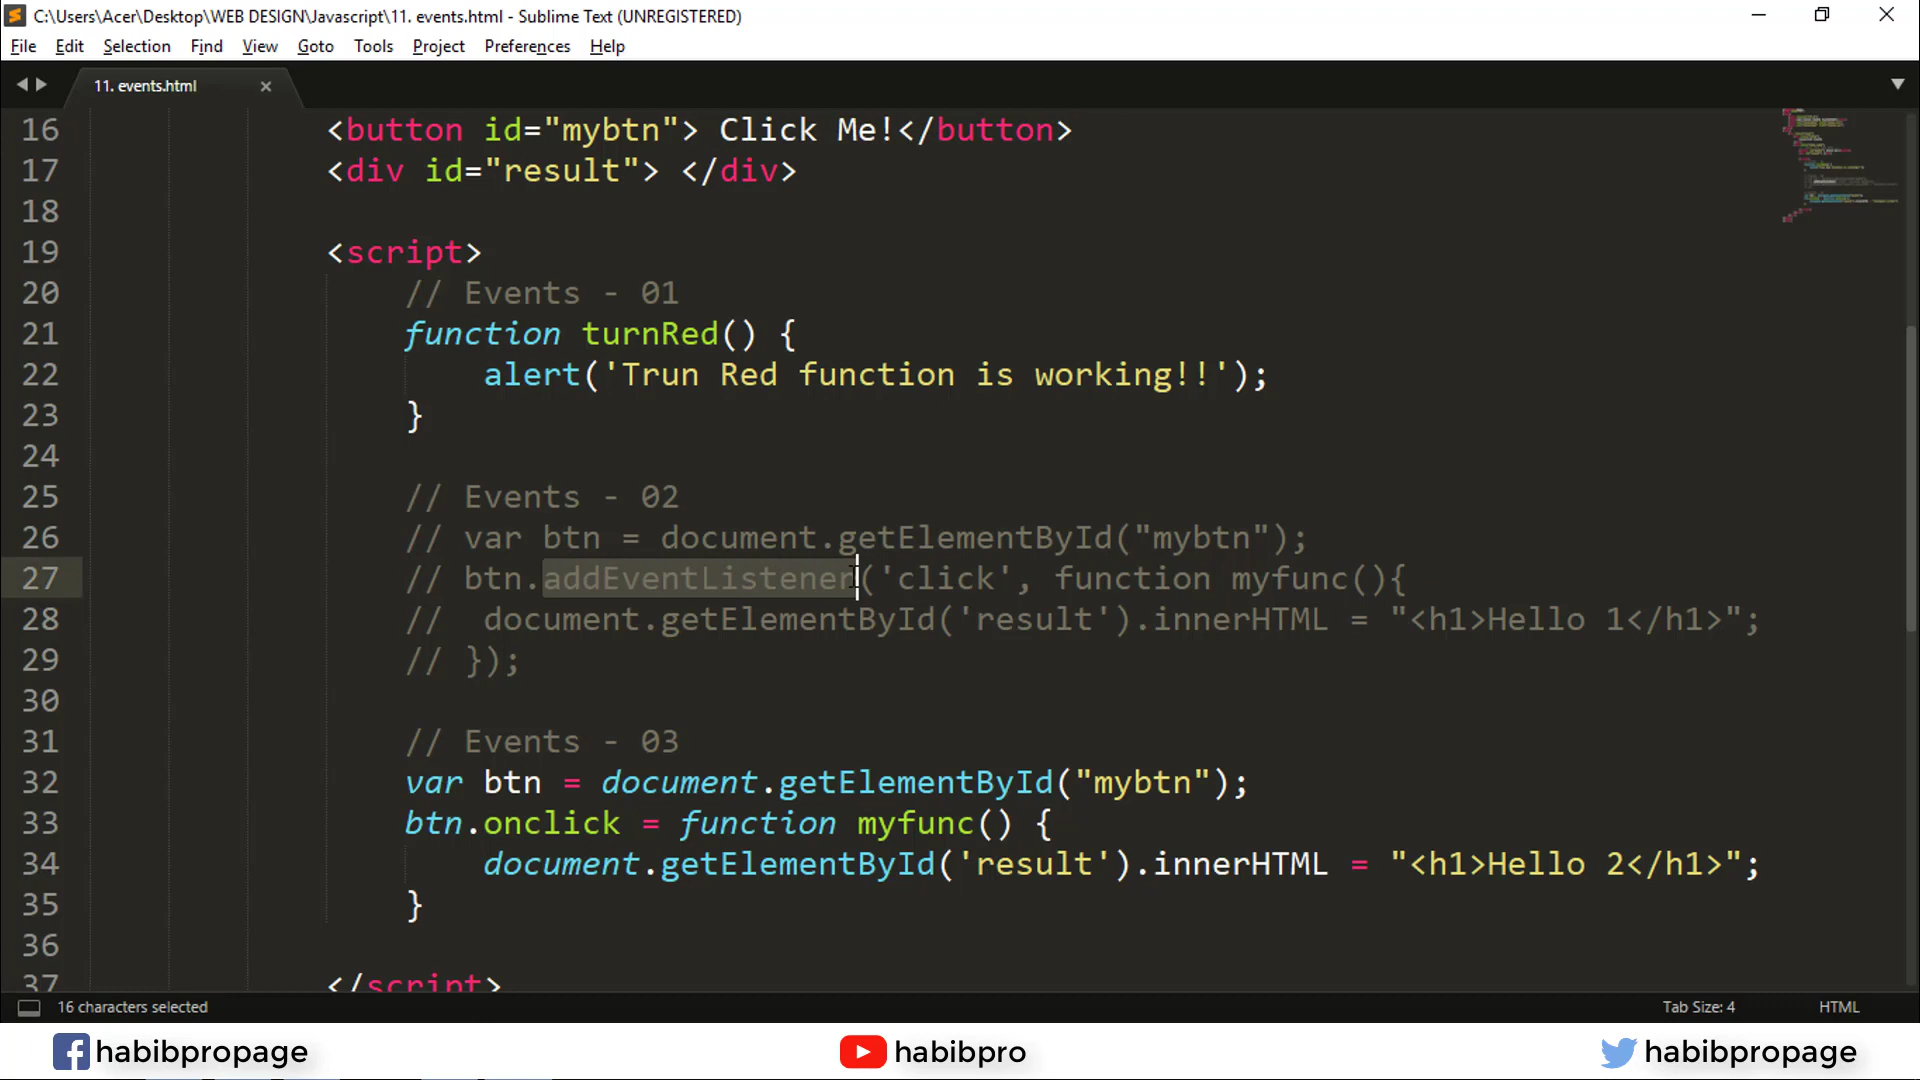 C:\Users\Acer\Desktop\WEB DESIGN\Javascript\11. events.html - Sublime Text (UNREGISTERED)
File Edit Selection Find View Goto Tools Project Preferences Help
11. events.html
16 <button id="mybtn"> Click Me!</button>
17 <div id="result"> </div>
18
19 <script>
20 // Events - 01
21 function turnRed() {
22 alert('Trun Red function is working!!');
23 }
24
25 // Events - 02
26 // var btn = document.getElementById("mybtn");
27 // btn.addEventListener('click', function myfunc(){
28 // document.getElementById('result').innerHTML = "<h1>Hello 1</h1>";
29 // });
30
31 // Events - 03
32 var btn = document.getElementById("mybtn");
33 btn.onclick = function myfunc() {
34 document.getElementById('result').innerHTML = "<h1>Hello 2</h1>";
35 }
36
37 </script>
16 characters selected Tab Size: 4 HTML
habibpropage habibpro habibpropage